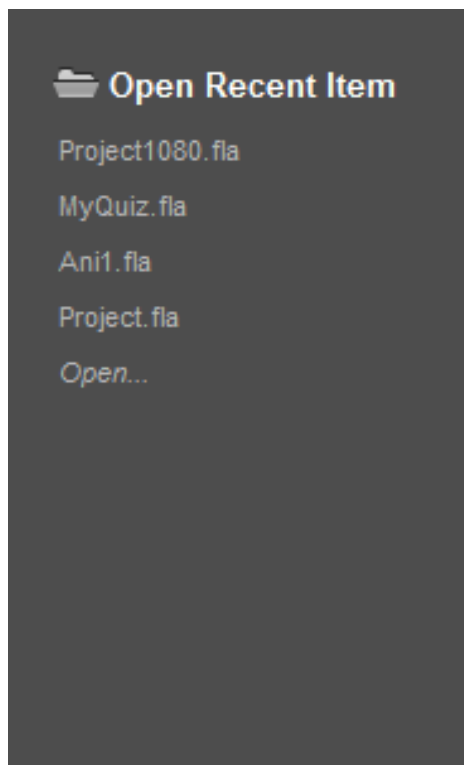 Open Recent Item
Project1080.fla
MyQuiz.fla
Ani1.fla
Project.fla
Open...